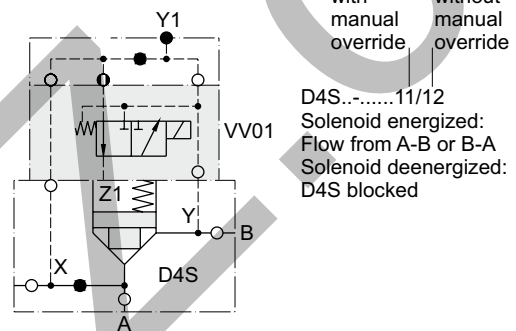 Y1
with without
manual manual
override override
D4S..-......11/12
Solenoid energized:
Flow from A-B or B-A
Solenoid deenergized:
D4S blocked
VV01
Z1
Y
B
X
D4S
A